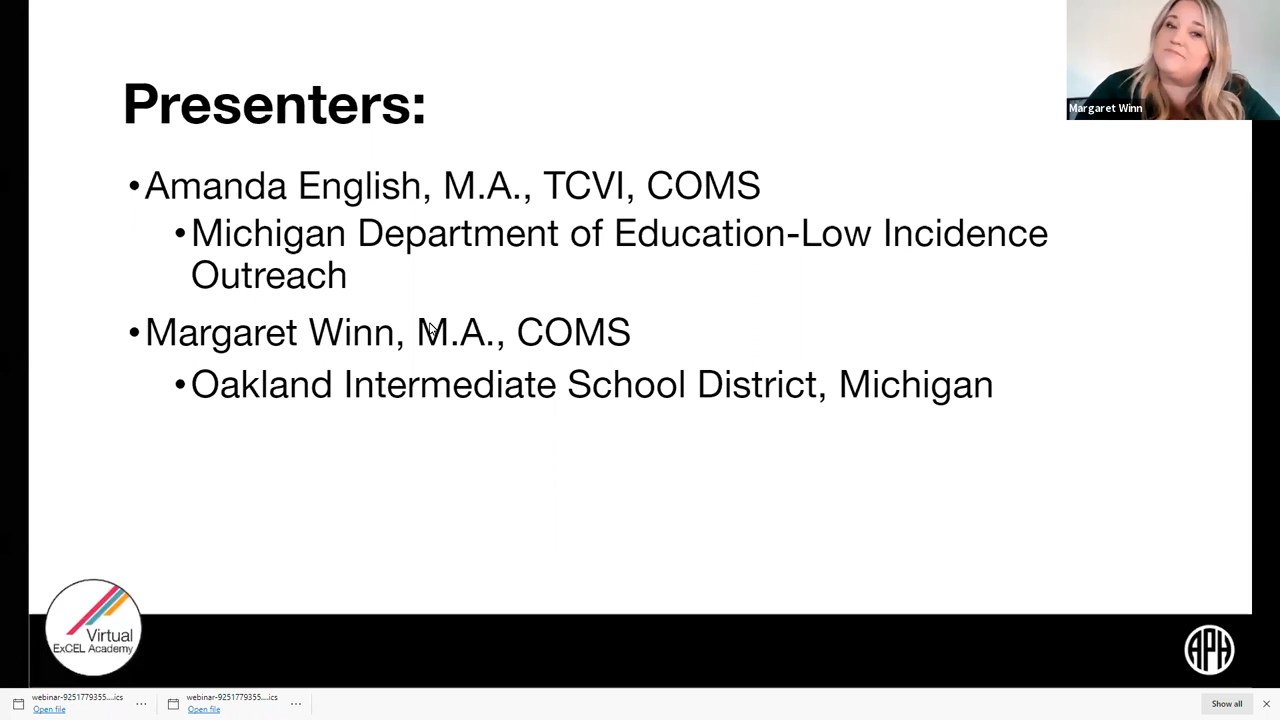 Presenters:
Margaret Winn
•Amanda English, M.A., TCVI, COMS
•Michigan Department of Education-Low Incidence
Outreach
•Margaret Winn, M.A., COMS
•Oakland Intermediate School District, Michigan
Virtual
ExCEL Academy
APH
webinar-9251779355....ics
Open file
webinar-9251779355....ics
Open file
Show all